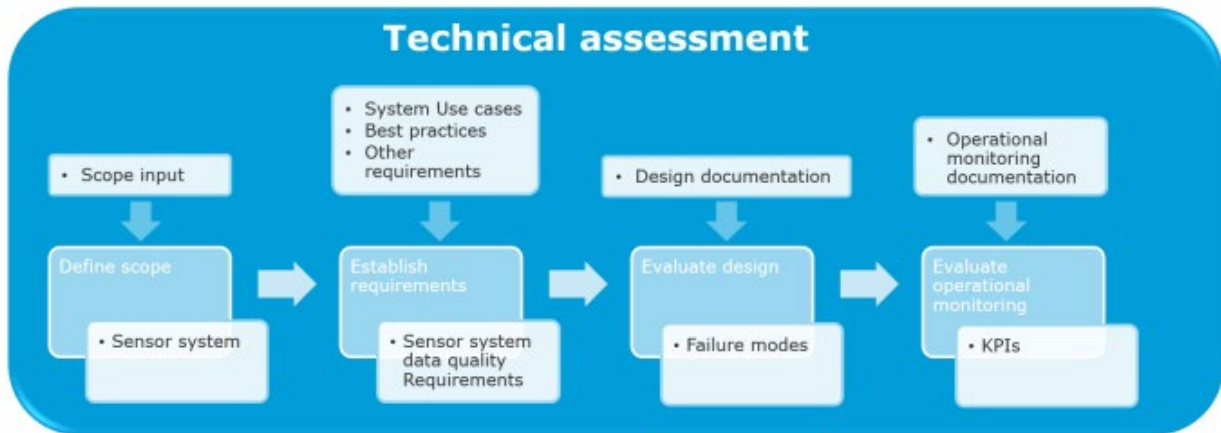 Technical assessment
• Scope input
• System Use cases
• Best practices
• Other
requirements
• Design documentation
• Operational
monitoring
documentation
Define scope
• Sensor system
Establish
requirements
• Sensor system
data quality
Requirements
Evaluate design
• Failure modes
Evaluate
operational
monitoring
• KPIs